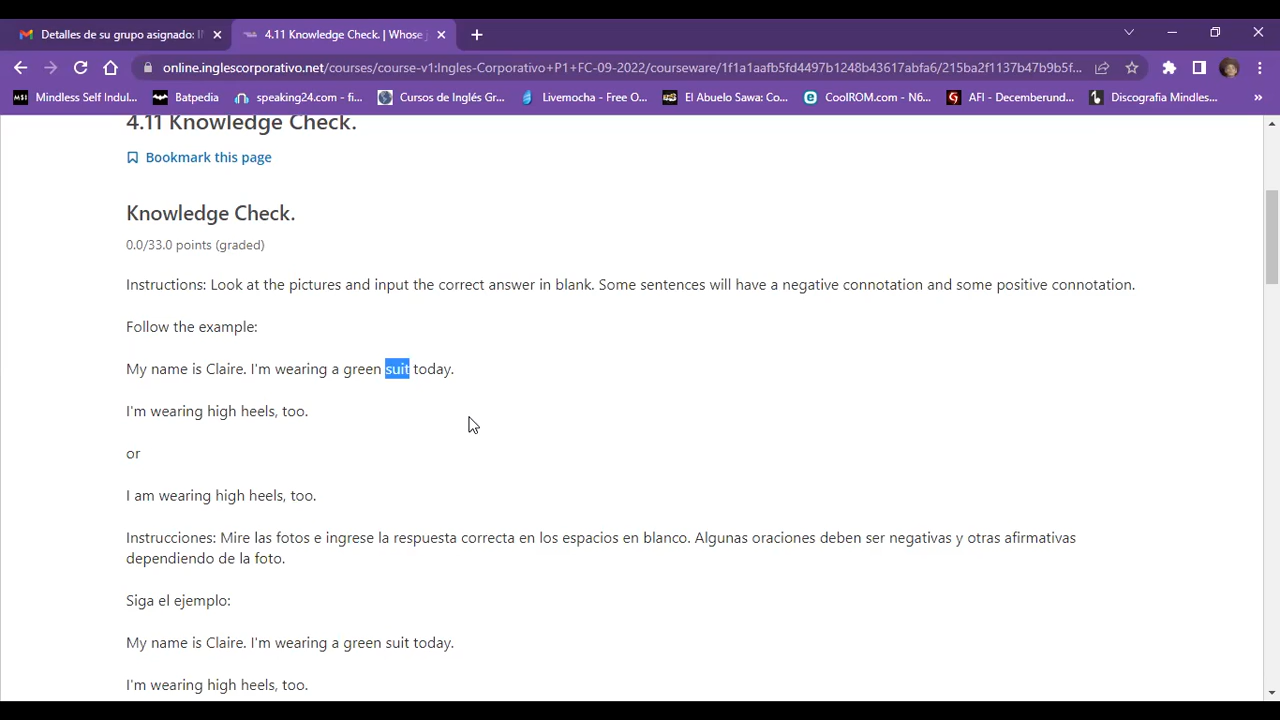 Detalles de su grupo asignado: I
4.11 Knowledge Check. | Whose j
online.inglescorporativo.net/courses/course-v1:Ingles-Corporativo+P1+FC-09-2022/courseware/1f1a1aafb5fd4497b1248b43617abfa6/215ba2f1137b47b9b5f...
Mindless Self Indul...
Batpedia
speaking24.com - fi...
Cursos de Inglés Gr...
Livemocha - Free O...
El Abuelo Sawa: Co...
CoolROM.com - N6...
AFI - Decemberund...
Discografia Mindles...
4.11 Knowledge Check.
Bookmark this page
Knowledge Check.
0.0/33.0 points (graded)
Instructions: Look at the pictures and input the correct answer in blank. Some sentences will have a negative connotation and some positive connotation.
Follow the example:
My name is Claire. I'm wearing a green suit today.
I'm wearing high heels, too.
or
I am wearing high heels, too.
Instrucciones: Mire las fotos e ingrese la respuesta correcta en los espacios en blanco. Algunas oraciones deben ser negativas y otras afirmativas
dependiendo de la foto.
Siga el ejemplo:
My name is Claire. I'm wearing a green suit today.
I'm wearing high heels, too.